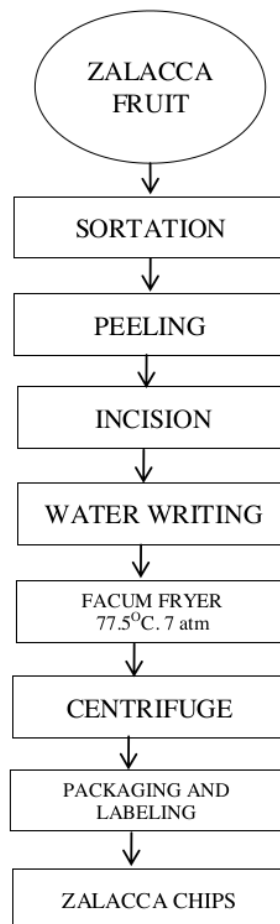 ZALACCA
FRUIT
SORTATION
PEELING
INCISION
WATER WRITING
FACUM FRYER
77.5°C. 7 atm
CENTRIFUGE
PACKAGING AND
LABELING
ZALACCA CHIPS